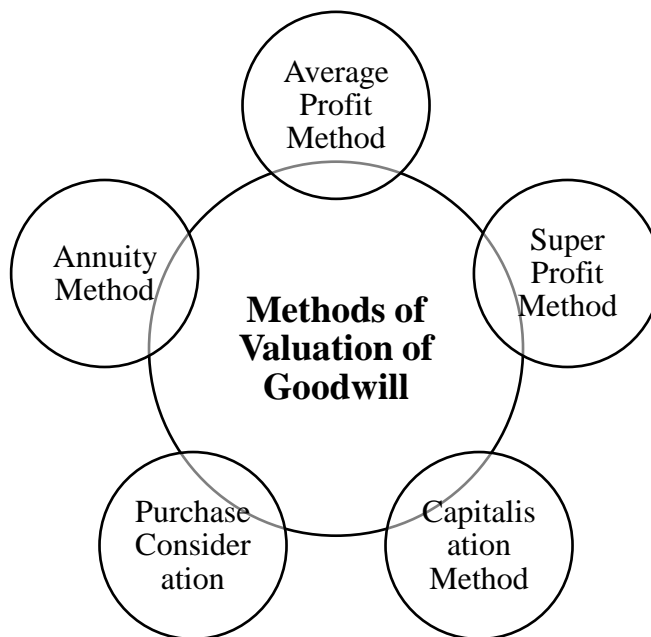 Average
Profit
Method
Super
Profit
Method
Capitalis
ation
Method
Purchase
Consider
ation
Annuity
Method
Methods of
Valuation of
Goodwill